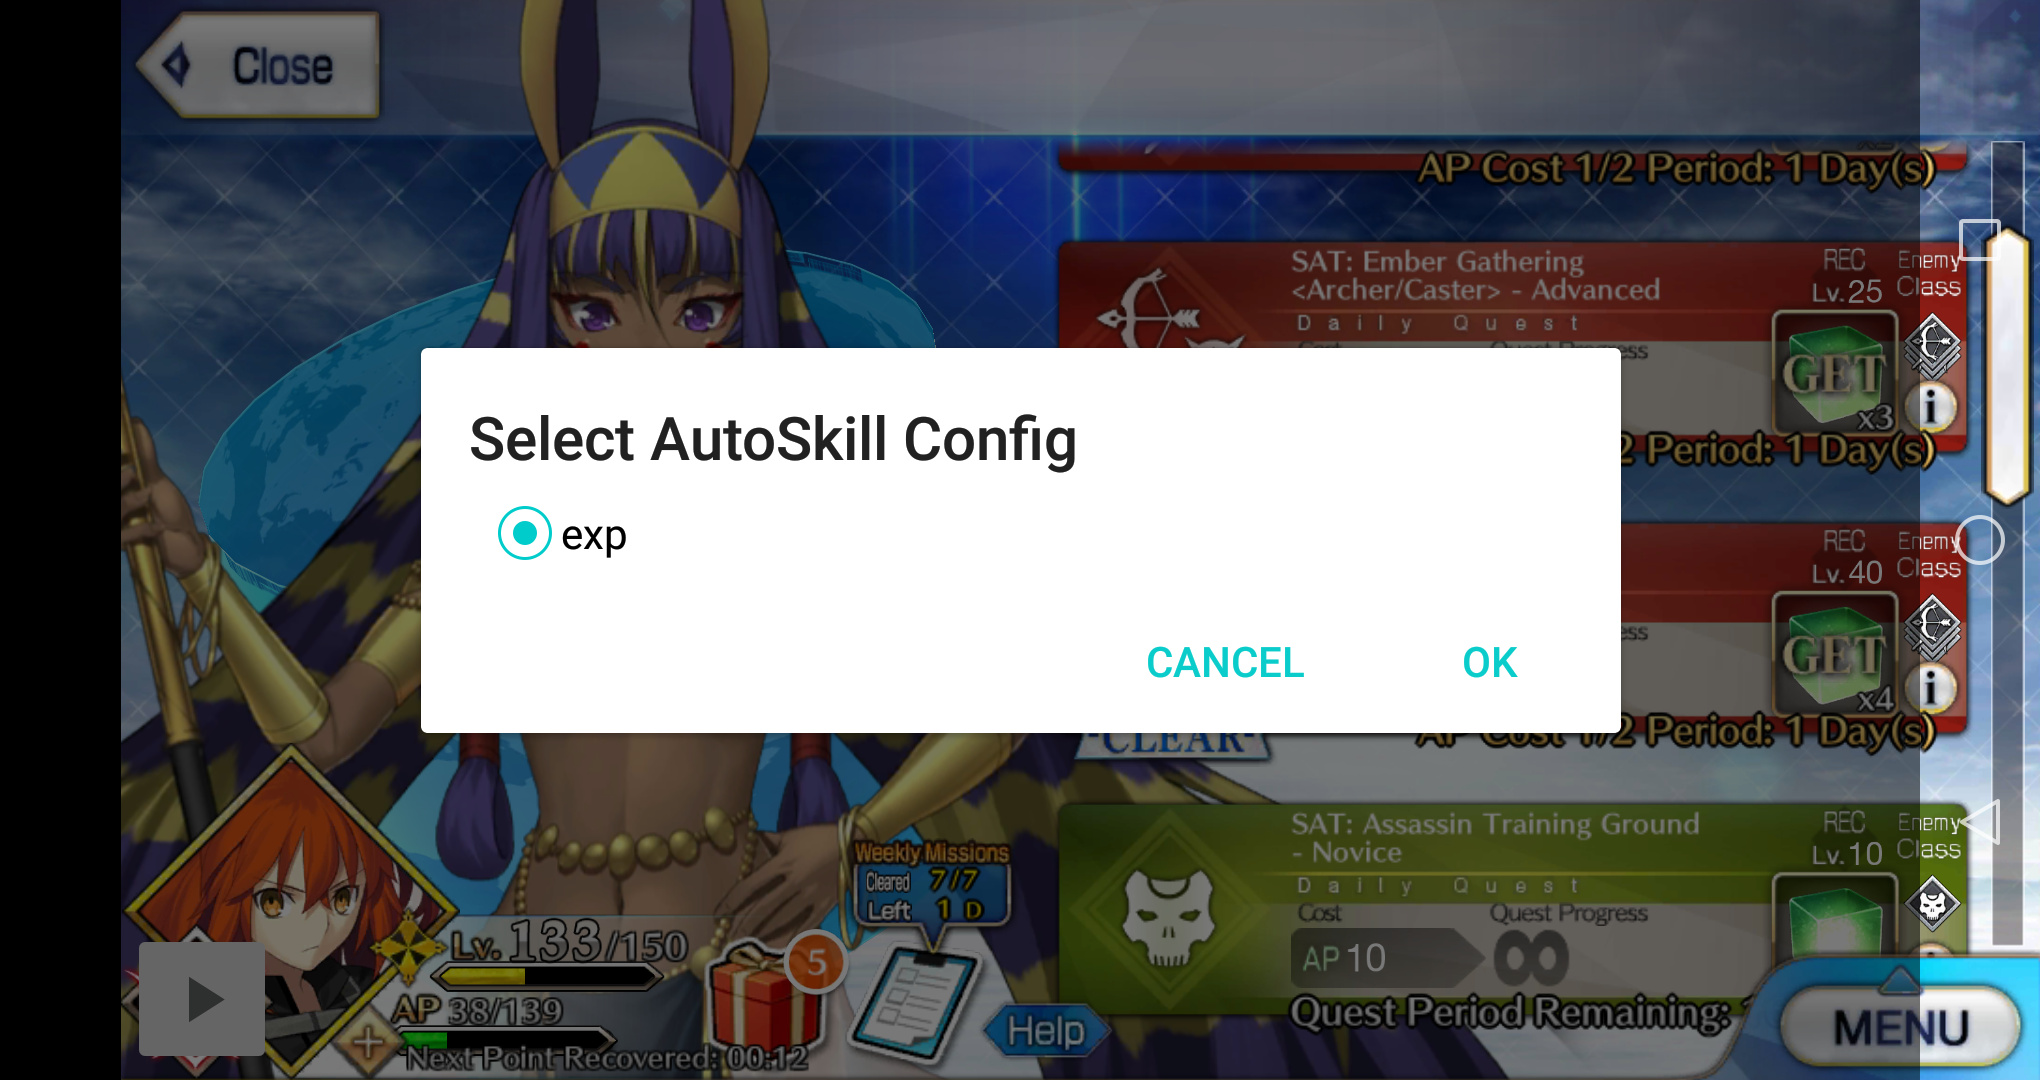 Close
AP Cost 1/2 Period: 1 Day(s)
SAT: Ember Gathering
<Archer/Caster> - Advanced
Daily Quest
REC
Lv.25
Enemy
Class
GET
x3
i
2 Period: 1 Day(s)
Select AutoSkill Config
exp
CANCEL
OK
REC
Lv.40
Enemy
Class
GET
x4
i
AP Cost 1/2 Period: 1 Day(s)
-CLEAR-
SAT: Assassin Training Ground
- Novice
Daily Quest
Cost
Quest Progress
AP 10
∞
REC
Lv.10
Enemy
Class
Quest Period Remaining:
Weekly Missions
Cleared 7/7
Left 1 D
Lv. 133/150
AP 38/139
Next Point Recovered: 00:12
5
Help
MENU